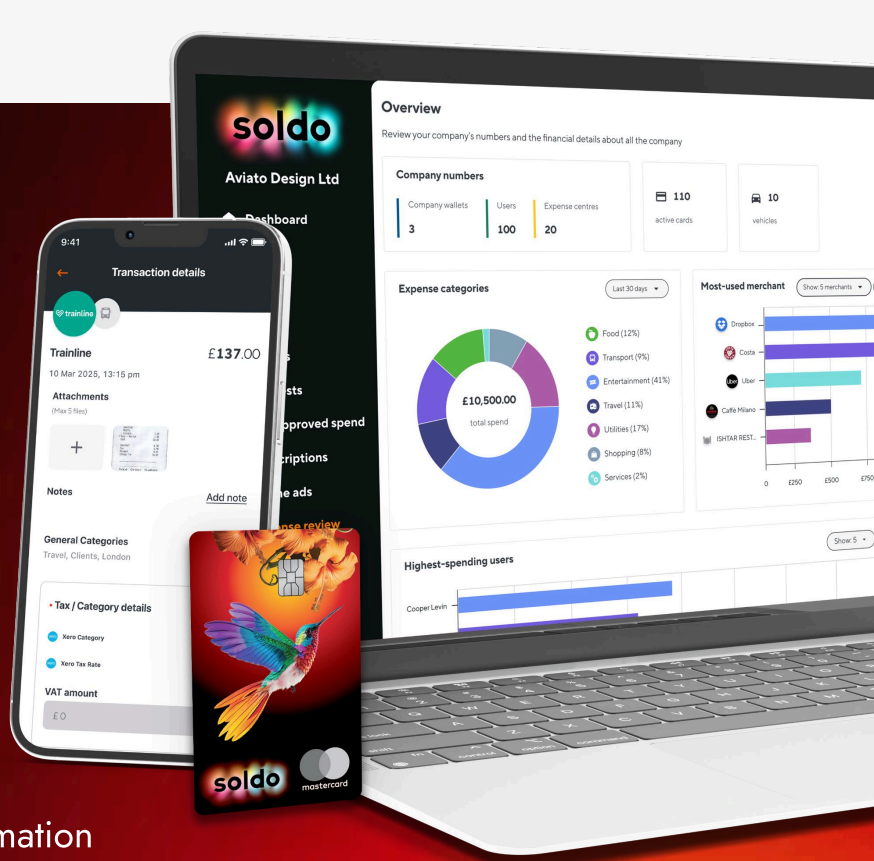 soldo
Aviato Design Ltd
Dashboard
sts
pproved spend
criptions
ne ads
nse review
Overview
Review your company's numbers and the financial details about all the company
Company numbers
Company wallets
3
Users
100
Expense centres
20
110
active cards
10
vehicles
Expense categories
Last 30 days
£10,500.00
total spend
Food (12%)
Transport (9%)
Entertainment (41%)
Travel (11%)
Utilities (17%)
Shopping (8%)
Services (2%)
Most-used merchant
Show: 5 merchants
Dropbox
Costa
Uber
Uber
Caffe Milano
ISHTAR REST...
0 £250 £500 £750
Show: 5
Highest-spending users
Cooper Levin
9:41
Transaction details
trainline
Trainline
£137.00
10 Mar 2025, 13:15 pm
Attachments
(Max 5 files)
+
Notes
Add note
General Categories
Travel, Clients, London
• Tax / Category details
Xero Category
Xero Tax Rate
VAT amount
£0
soldo
mastercard
control
option
command
mation